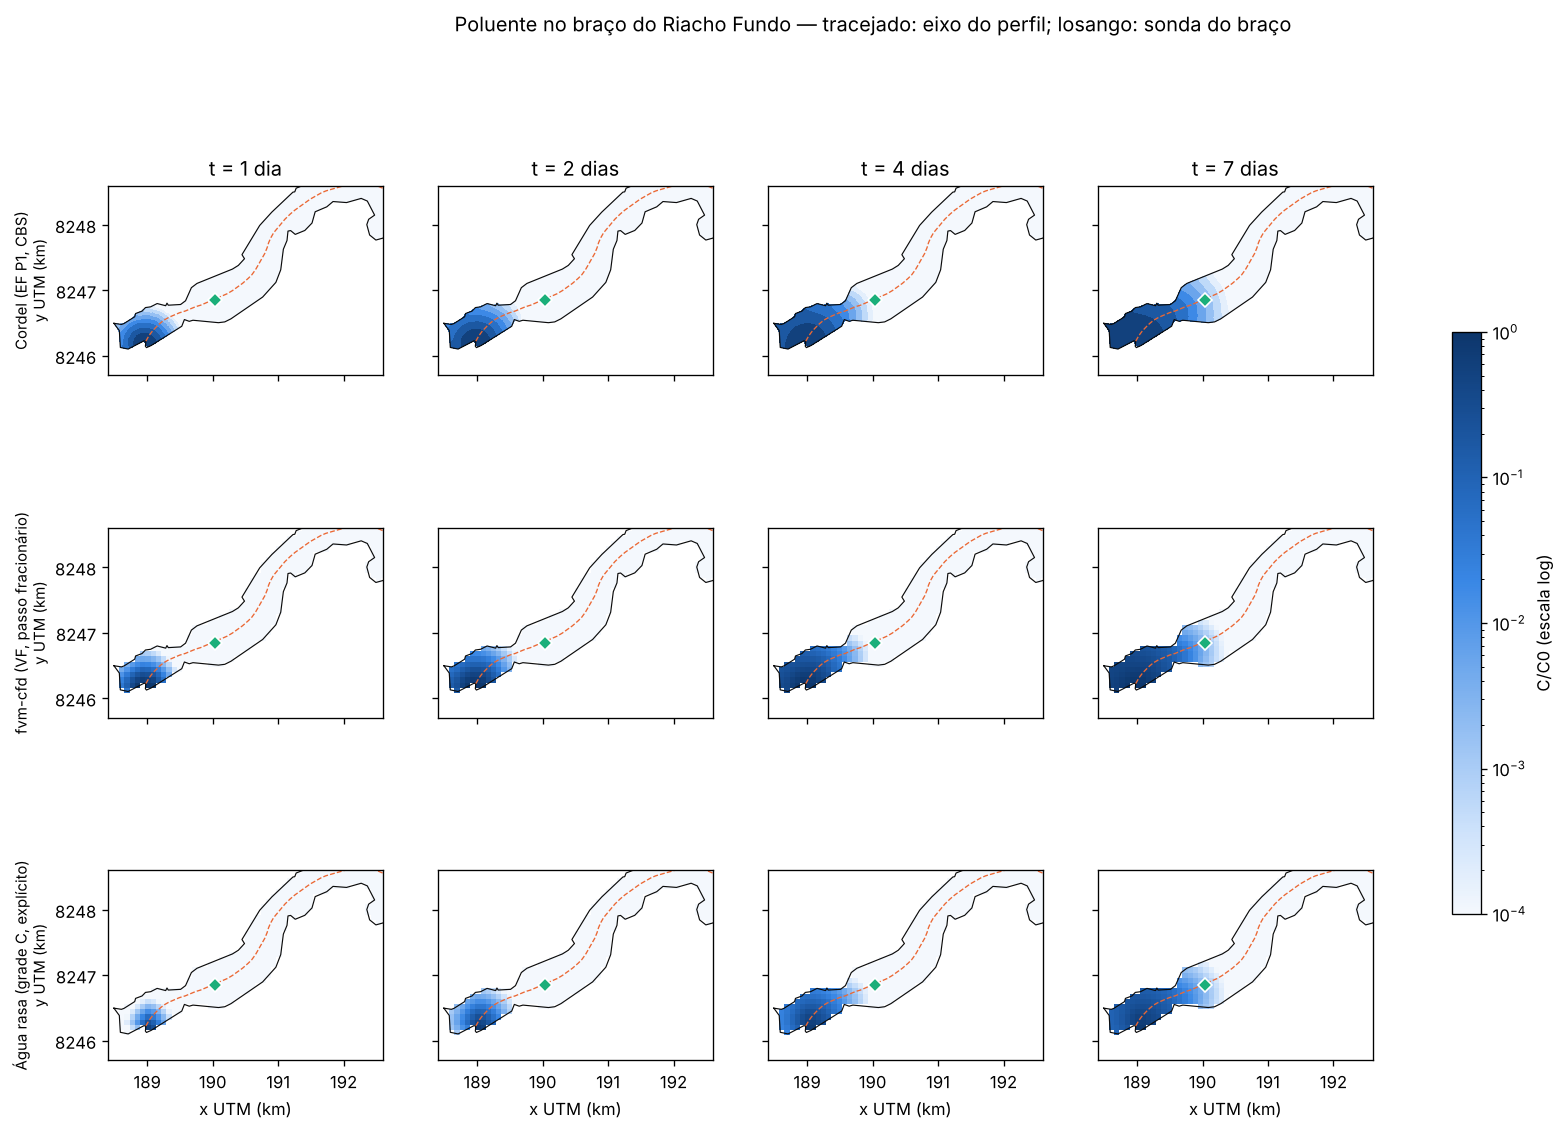 Poluente no braço do Riacho Fundo — tracejado: eixo do perfil; losango: sonda do braço
t = 1 dia
t = 2 dias
t = 4 dias
t = 7 dias
Cordel (EF P1, CBS)
y UTM (km)
8248
8247
8246
fvm-cfd (VF, passo fracionário)
y UTM (km)
8248
8247
8246
Água rasa (grade C, explícito)
y UTM (km)
8248
8247
8246
189 190 191 192
189 190 191 192
189 190 191 192
189 190 191 192
x UTM (km)
x UTM (km)
x UTM (km)
x UTM (km)
10⁰
10⁻¹
10⁻²
10⁻³
10⁻⁴
C/C0 (escala log)